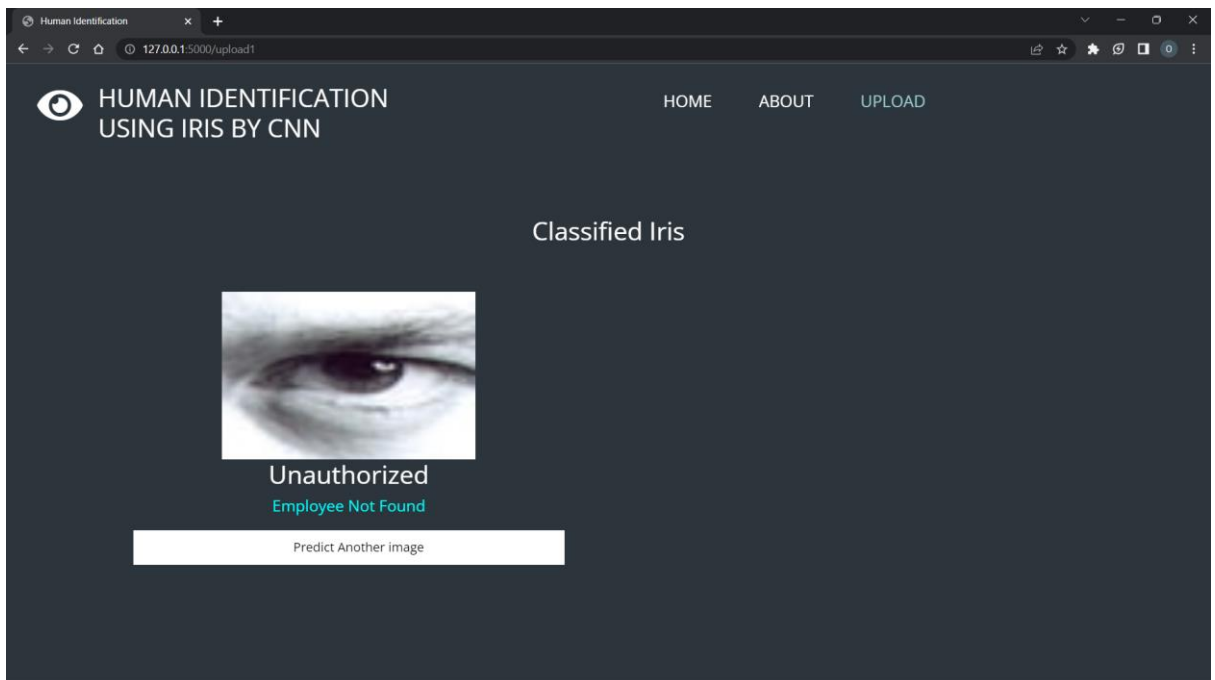 Human Identification
127.0.0.1:5000/upload1
0
HUMAN IDENTIFICATION
USING IRIS BY CNN
HOME ABOUT UPLOAD
Classified Iris
Unauthorized
Employee Not Found
Predict Another image